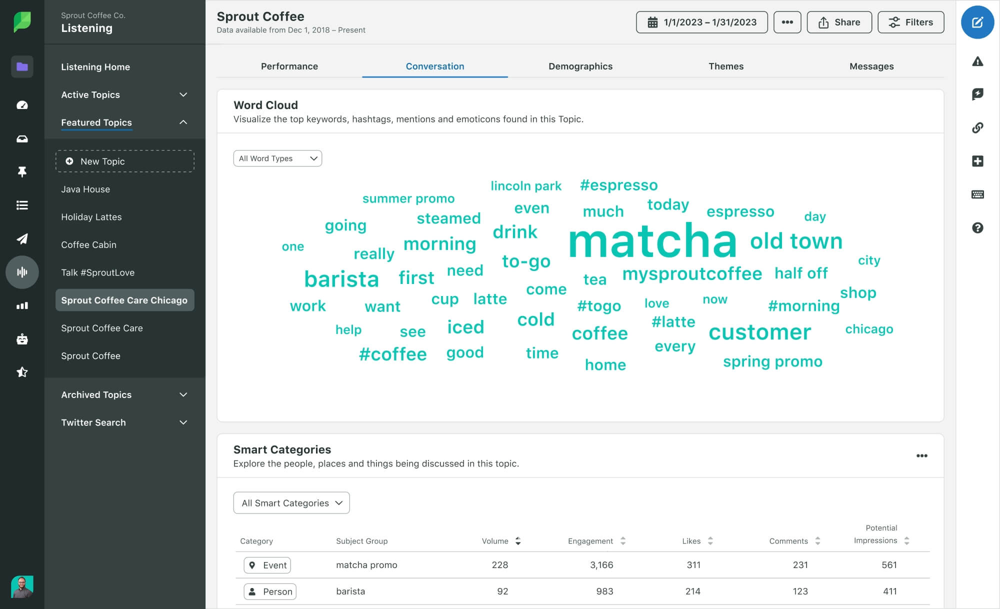 Sprout Coffee Co.
Listening
Listening Home
Active Topics
Featured Topics
New Topic
Java House
Holiday Lattes
Coffee Cabin
Talk #SproutLove
Sprout Coffee Care Chicago
Sprout Coffee Care
Sprout Coffee
Archived Topics
Twitter Search
Sprout Coffee
Data available from Dec 1, 2018 – Present
1/1/2023 – 1/31/2023
Share
Filters
Performance Conversation Demographics Themes Messages
Word Cloud
Visualize the top keywords, hashtags, mentions and emoticons found in this Topic.
All Word Types
lincoln park #espresso
summer promo even much today espresso day
going steamed drink
one really morning matcha old town
to-go city
barista first need tea mysproutcoffee half off
work want cup latte come #togo love now #morning shop
help see iced cold coffee #latte customer chicago
#coffee good time every
home spring promo
Smart Categories
Explore the people, places and things being discussed in this topic.
All Smart Categories
Category Subject Group Volume Engagement Likes Comments Potential Impressions
Event matcha promo 228 3,166 311 231 561
Person barista 92 983 214 123 411